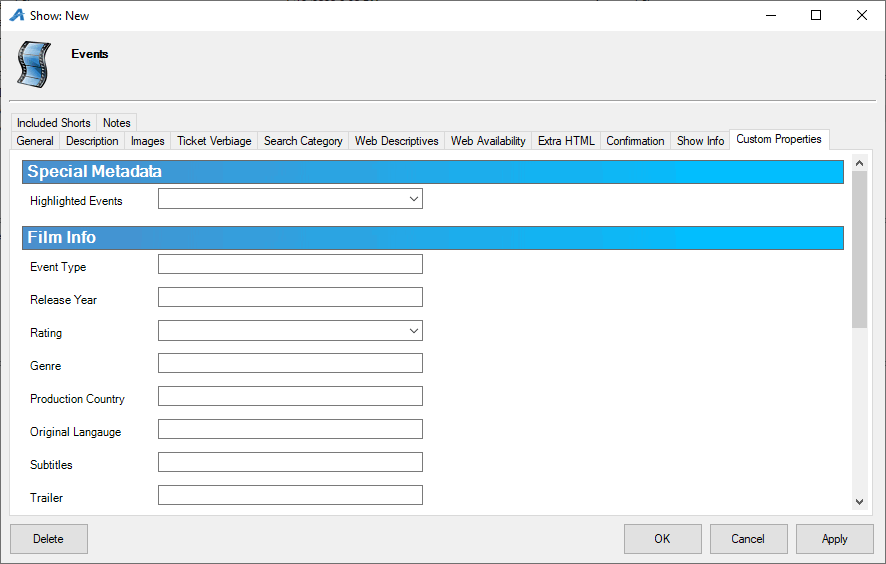 Show: New
Events
Included Shorts Notes
General Description Images Ticket Verbiage Search Category Web Descriptives Web Availability Extra HTML Confirmation Show Info Custom Properties
Special Metadata
Highlighted Events
Film Info
Event Type
Release Year
Rating
Genre
Production Country
Original Langauge
Subtitles
Trailer
Delete OK Cancel Apply